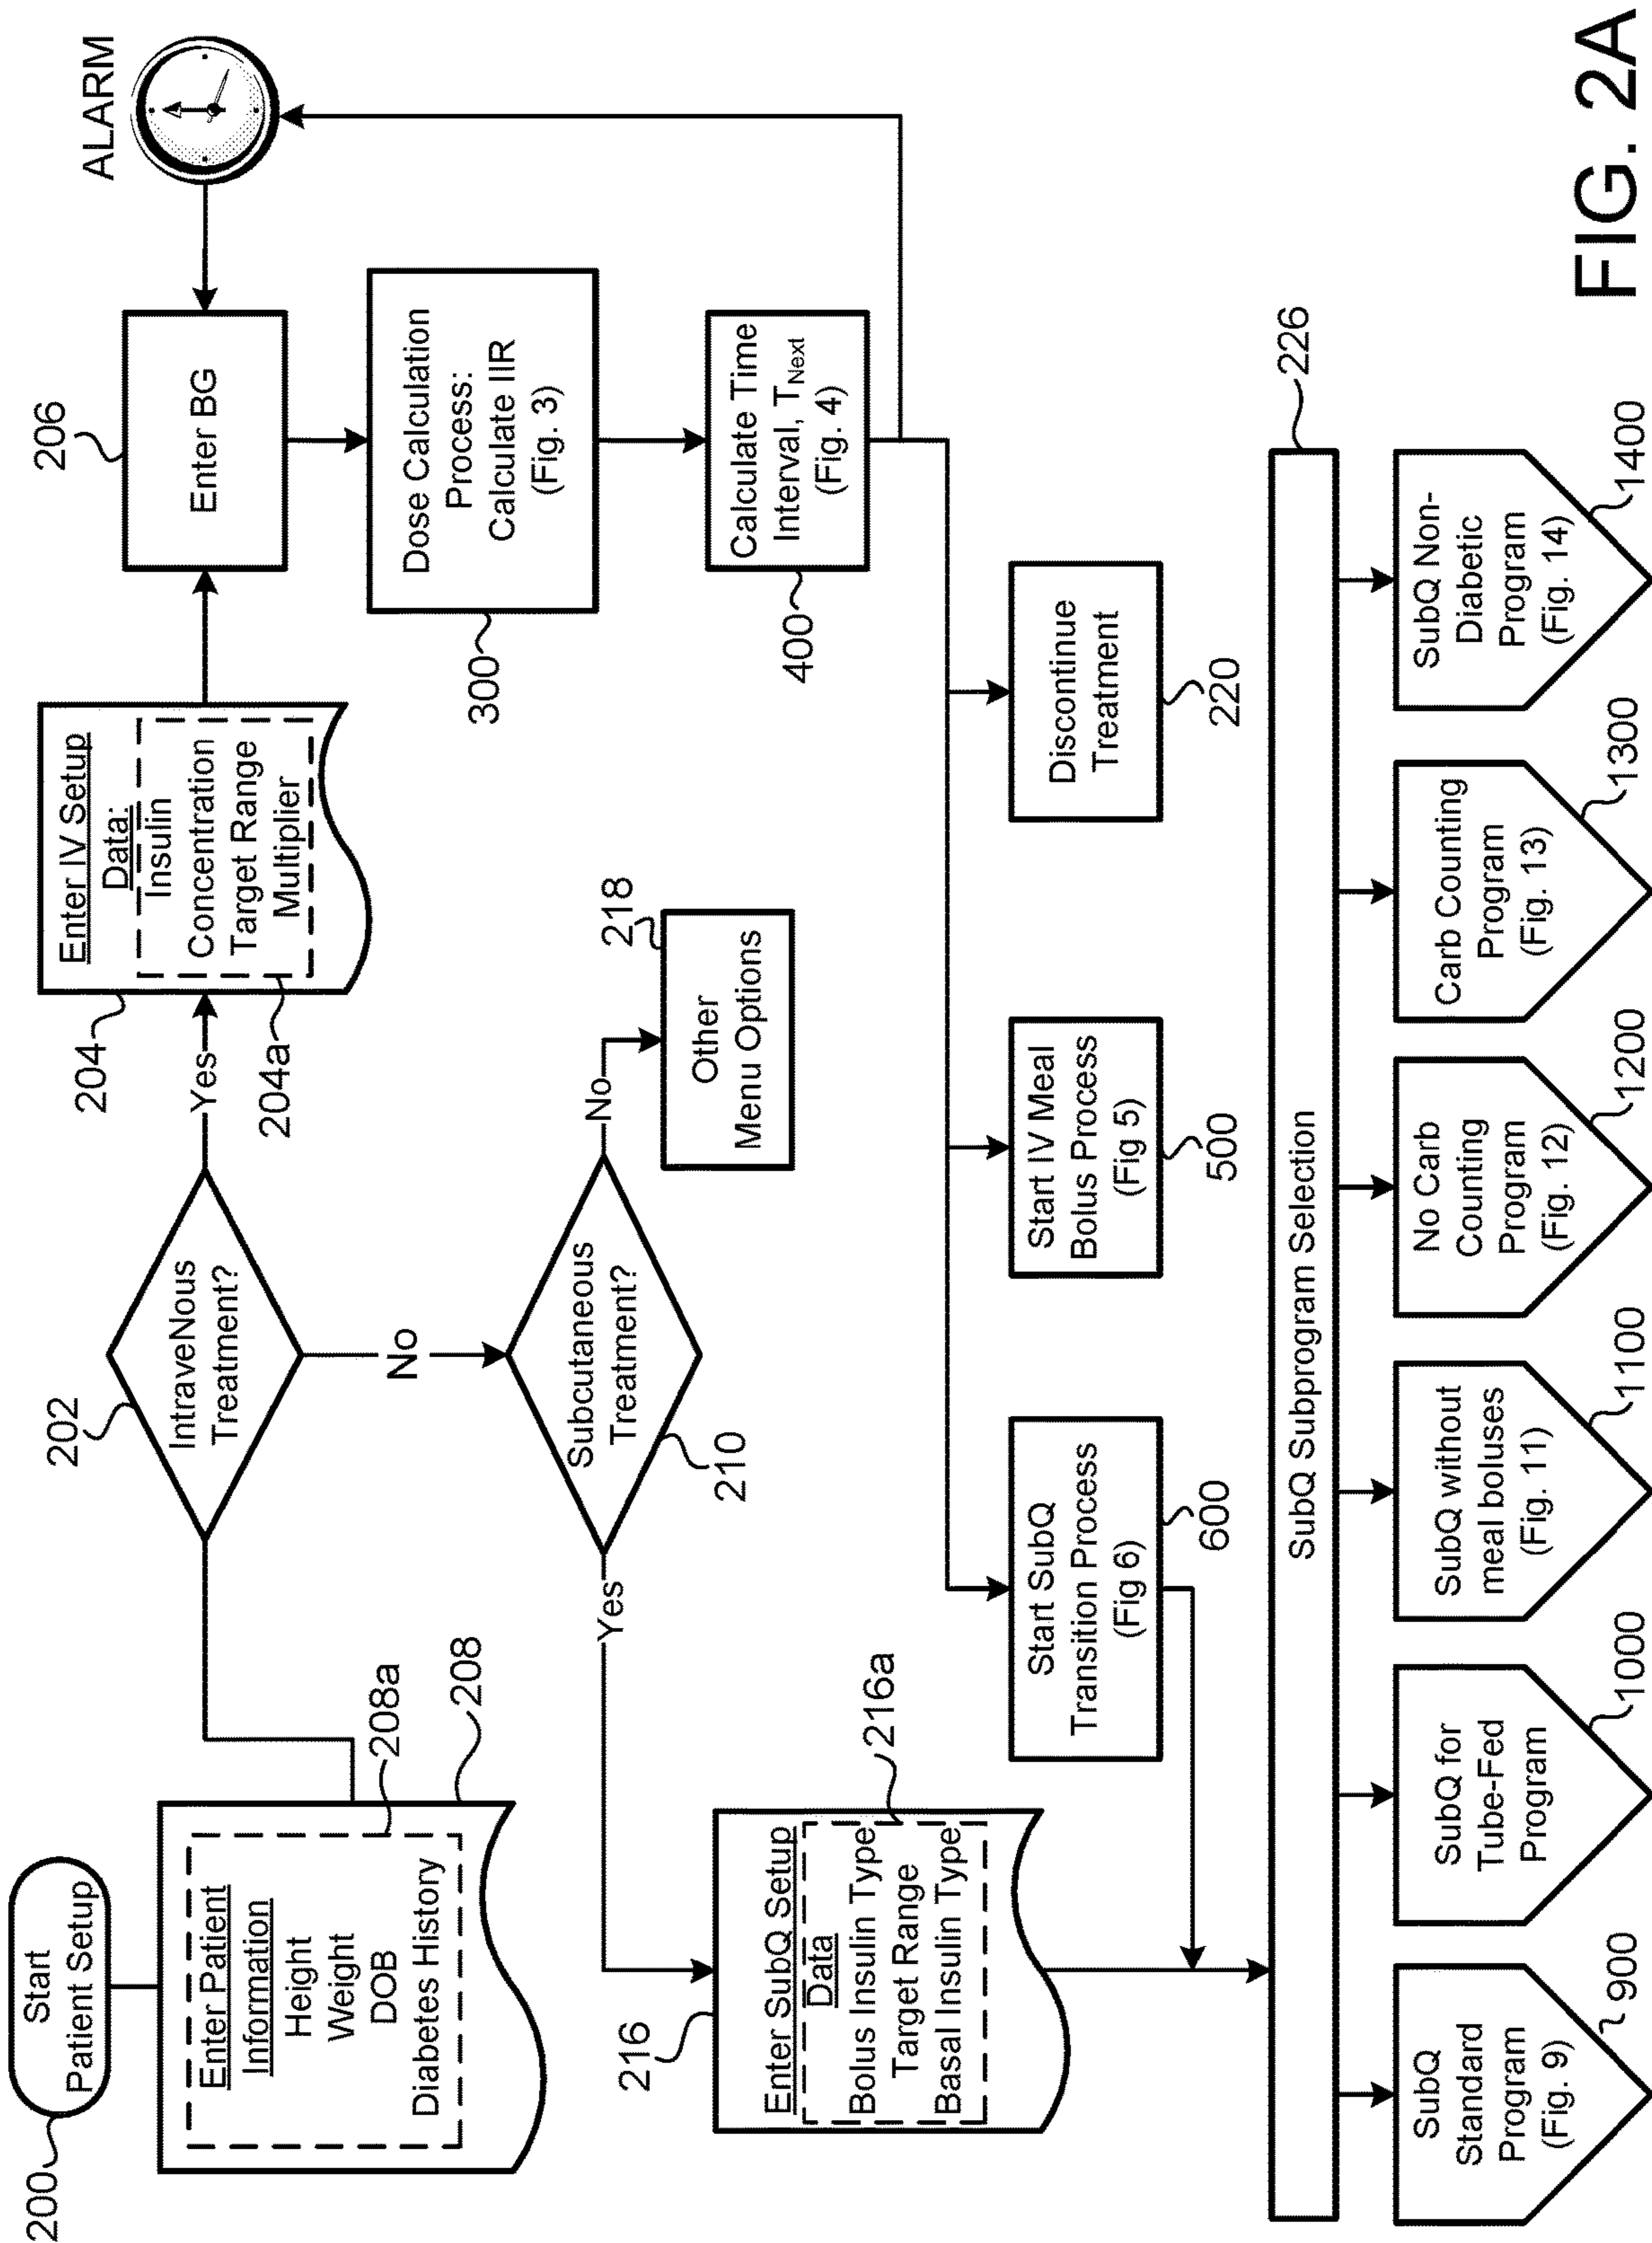 200
Start
Patient Setup
Enter Patient
Information
Height
Weight
DOB
Diabetes History
208a
208
202
IntraveNous
Treatment?
Yes
No
204
204a
Enter IV Setup
Data:
Insulin
Concentration
Target Range
Multiplier
206
Enter BG
ALARM
Dose Calculation
Process:
Calculate IIR
(Fig. 3)
300
Calculate Time
Interval, TNext
(Fig. 4)
400
Subcutaneous
Treatment?
210
Yes
No
218
Other
Menu Options
216
Enter SubQ Setup
Data
Bolus Insulin Type
Target Range
Basal Insulin Type
216a
Start SubQ
Transition Process
(Fig 6)
600
Start IV Meal
Bolus Process
(Fig 5)
500
Discontinue
Treatment
220
SubQ Subprogram Selection
226
SubQ
Standard
Program
(Fig. 9)
900
SubQ for
Tube-Fed
Program
1000
SubQ without
meal boluses
(Fig. 11)
1100
No Carb
Counting
Program
(Fig. 12)
1200
Carb Counting
Program
(Fig. 13)
1300
SubQ Non-
Diabetic
Program
(Fig. 14)
1400
FIG. 2A